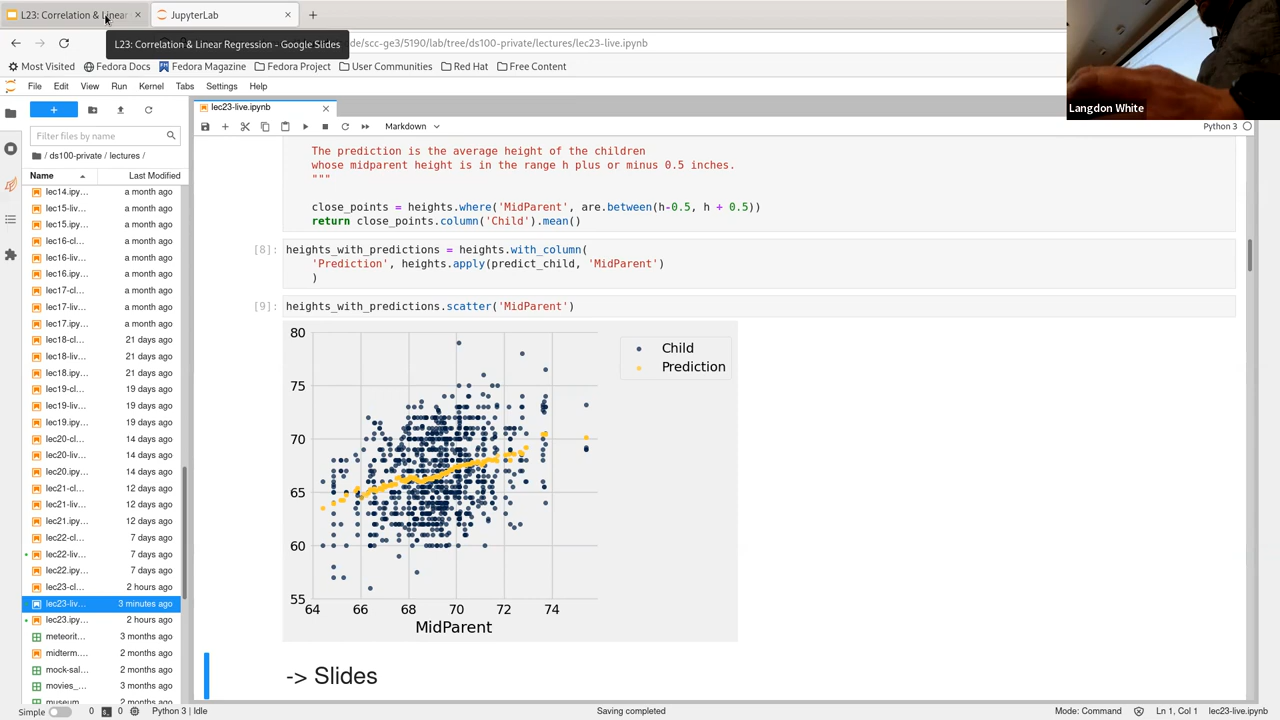 L23: Correlation & Linear
JupyterLab
L23: Correlation & Linear Regression - Google Slides
de/scc-ge3/5190/lab/tree/ds100-private/lectures/lec23-live.ipynb
Most Visited
Fedora Docs
Fedora Magazine
Fedora Project
User Communities
Red Hat
Free Content
Langdon White
File Edit View Run Kernel Tabs Settings Help
lec23-live.ipynb
Markdown
Python 3
Filter files by name
/ ds100-private / lectures /
Name Last Modified
lec14.ipy... a month ago
lec15-liv... a month ago
lec15.ipy... a month ago
lec16-cl... a month ago
lec16-liv... a month ago
lec16.ipy... a month ago
lec17-cl... a month ago
lec17-liv... a month ago
lec17.ipy... a month ago
lec18-cl... 21 days ago
lec18-liv... 21 days ago
lec18.ipy... 21 days ago
lec19-cl... 19 days ago
lec19-liv... 19 days ago
lec19.ipy... 19 days ago
lec20-cl... 14 days ago
lec20-liv... 14 days ago
lec20.ipy... 14 days ago
lec21-cl... 12 days ago
lec21-liv... 12 days ago
lec21.ipy... 12 days ago
lec22-cl... 7 days ago
lec22-liv... 7 days ago
lec22.ipy... 7 days ago
lec23-cl... 2 hours ago
lec23-liv... 3 minutes ago
lec23.ipy... 2 hours ago
meteorit... 3 months ago
midterm.... 2 months ago
mock-sal... 2 months ago
movies_... 3 months ago
museum 2 months ago
The prediction is the average height of the children
whose midparent height is in the range h plus or minus 0.5 inches.
"""
close_points = heights.where('MidParent', are.between(h-0.5, h + 0.5))
return close_points.column('Child').mean()
[8]: heights_with_predictions = heights.with_column(
'Prediction', heights.apply(predict_child, 'MidParent')
)
[9]: heights_with_predictions.scatter('MidParent')
80
75
70
65
60
55
64 66 68 70 72 74
MidParent
Child
Prediction
-> Slides
Simple 0 0 Python 3 | Idle Saving completed Mode: Command Ln 1, Col 1 lec23-live.ipynb